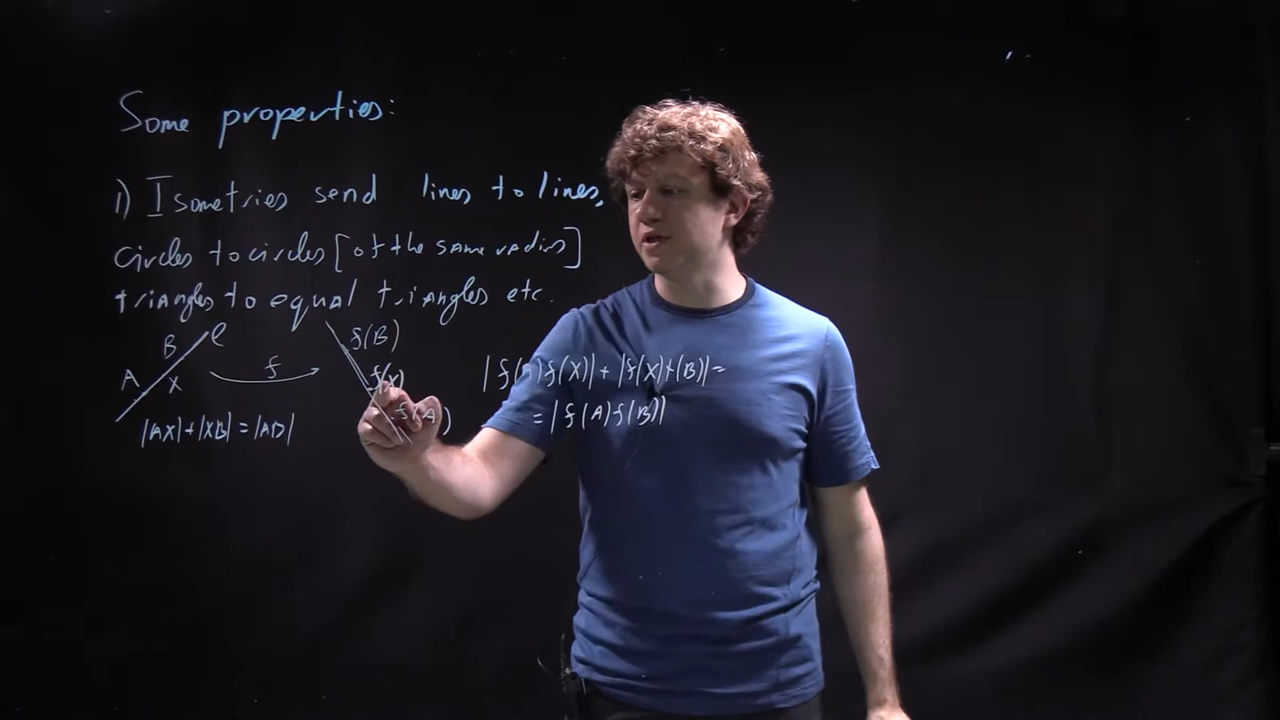 Some properties:
1) Isometries send lines to lines,
circles to circles [of the same radius]
triangles to equal triangles etc.
B l
A X
f
f(B)
f(X)
f(A)
|AX|+|XB|=|AB|
|f(A)f(X)|+|f(X)f(B)|=
=|f(A)f(B)|